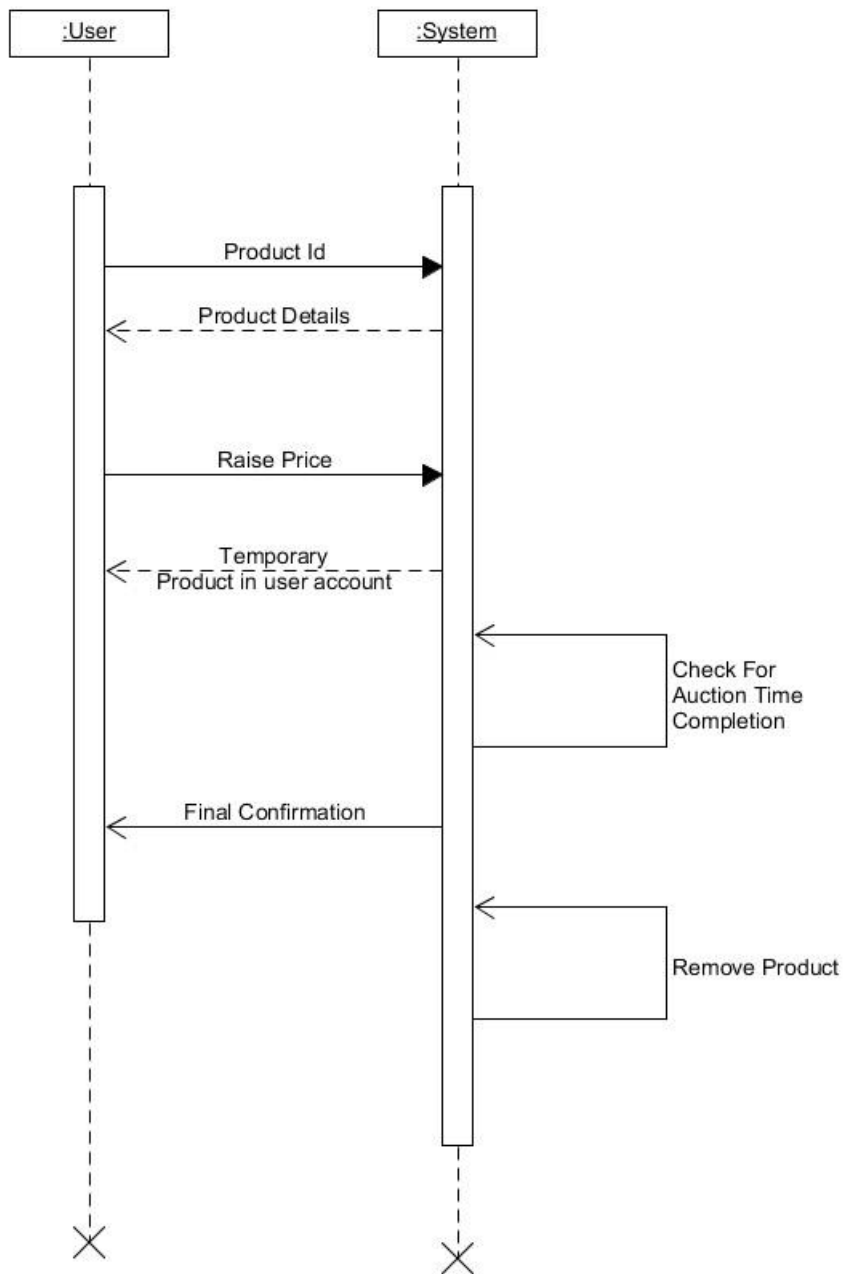 :User
:System
Product Id
Product Details
Raise Price
Temporary
Product in user account
Check For
Auction Time
Completion
Final Confirmation
Remove Product